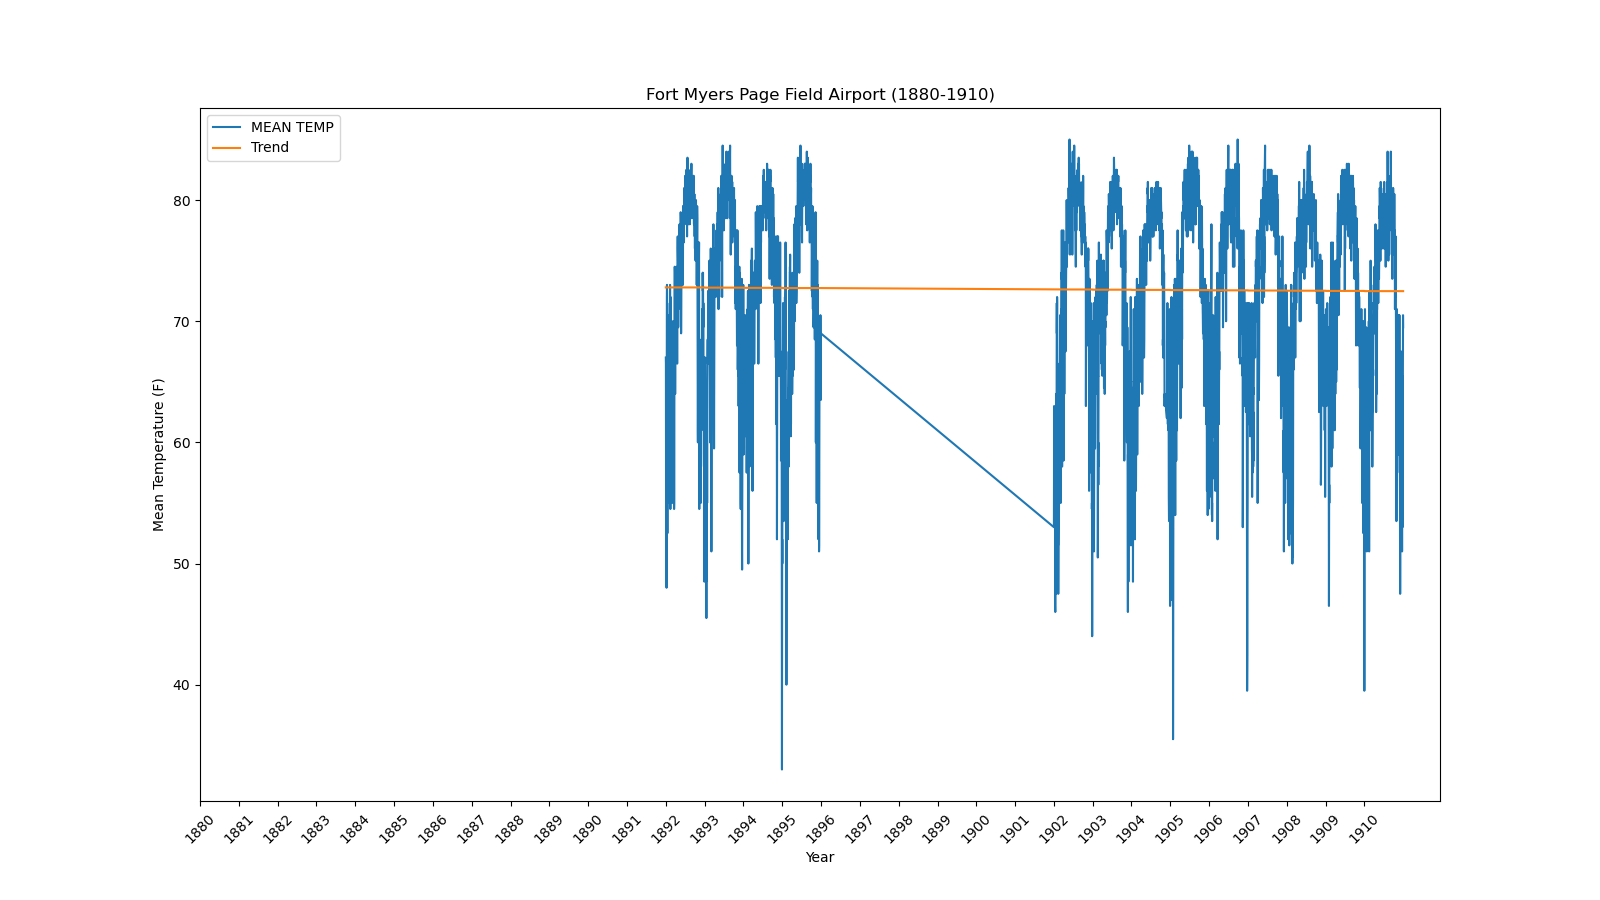 Fort Myers Page Field Airport (1880-1910)
MEAN TEMP
Trend
80
70
60
50
40
Mean Temperature (F)
1880 1881 1882 1883 1884 1885 1886 1887 1888 1889 1890 1891 1892 1893 1894 1895 1896 1897 1898 1899 1900 1901 1902 1903 1904 1905 1906 1907 1908 1909 1910
Year